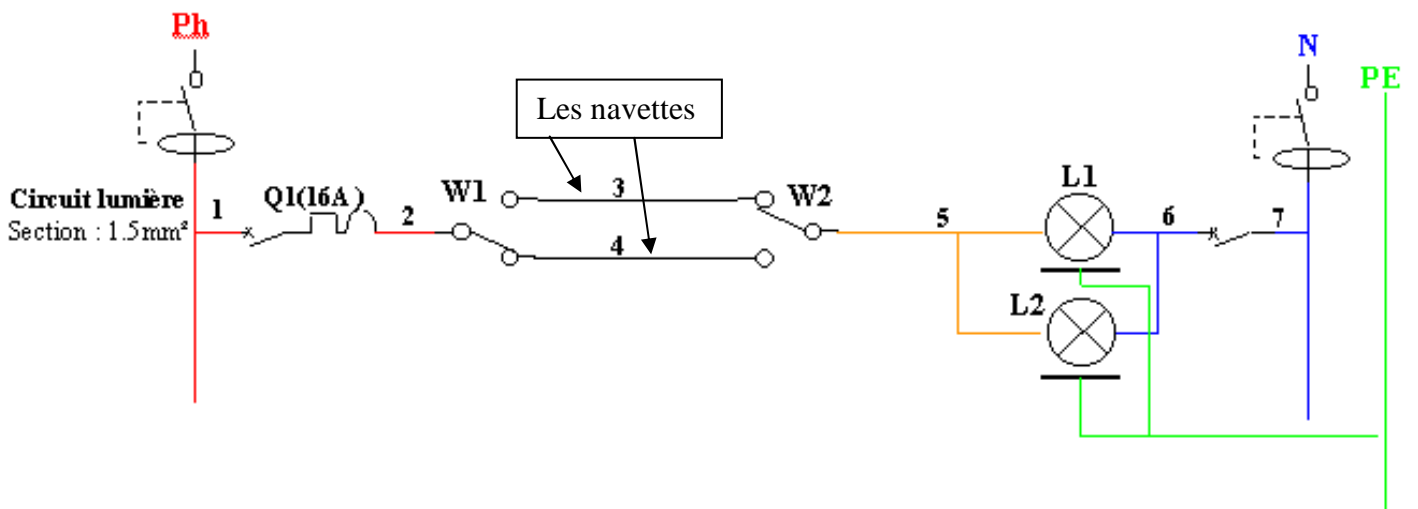 Ph
N
PE
Les navettes
Circuit lumière
Section : 1.5mm²
1
Q1(16A)
2
W1
3
4
W2
5
L1
6
7
L2